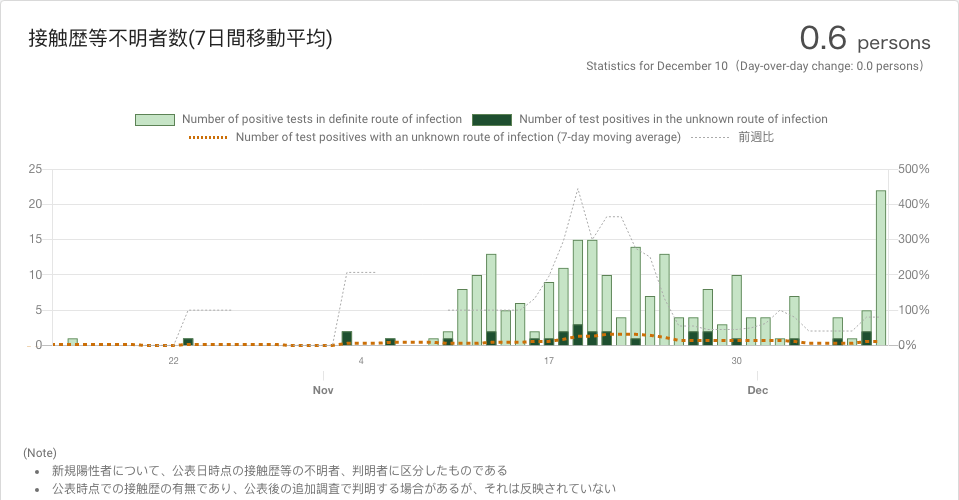 接触歴等不明者数(7日間移動平均)
0.6 persons
Statistics for December 10（Day-over-day change: 0.0 persons）
Number of positive tests in definite route of infection Number of test positives in the unknown route of infection
Number of test positives with an unknown route of infection (7-day moving average) 前週比
25 500%
20 400%
15 300%
10 200%
5 100%
0 0%
22 4 17 30
Nov Dec
(Note)
• 新規陽性者について、公表日時点の接触歴等の不明者、判明者に区分したものである
• 公表時点での接触歴の有無であり、公表後の追加調査で判明する場合があるが、それは反映されていない